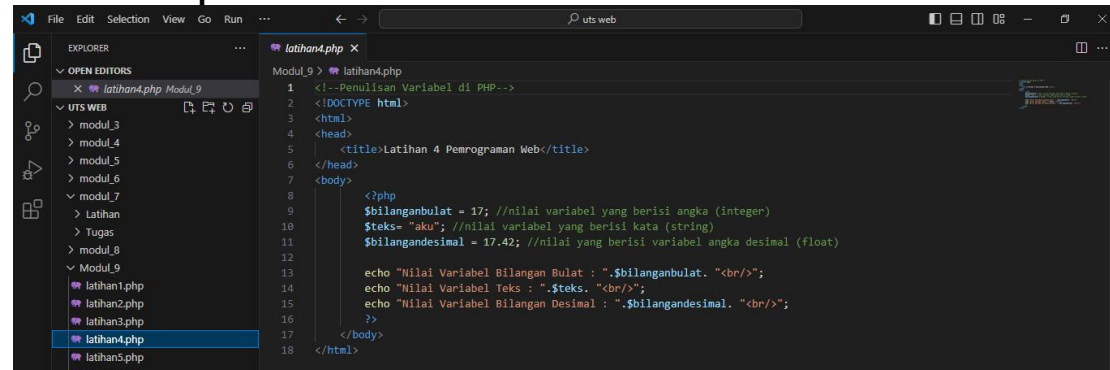 File Edit Selection View Go Run ... uts web
EXPLORER ...
OPEN EDITORS
latihan4.php Modul_9
UTS WEB
modul_3
modul_4
modul_5
modul_6
modul_7
Latihan
Tugas
modul_8
Modul_9
latihan1.php
latihan2.php
latihan3.php
latihan4.php
latihan5.php
latihan4.php
Modul_9 > latihan4.php
1 <!--Penulisan Variabel di PHP-->
2 <!DOCTYPE html>
3 <html>
4 <head>
5 <title>Latihan 4 Pemrograman Web</title>
6 </head>
7 <body>
8 <?php
9 $bilanganbulat = 17; //nilai variabel yang berisi angka (integer)
10 $teks= "aku"; //nilai variabel yang berisi kata (string)
11 $bilangandesimal = 17.42; //nilai yang berisi variabel angka desimal (float)
12
13 echo "Nilai Variabel Bilangan Bulat : ".$bilanganbulat. "<br/>";
14 echo "Nilai Variabel Teks : ".$teks. "<br/>";
15 echo "Nilai Variabel Bilangan Desimal : ".$bilangandesimal. "<br/>";
16 ?>
17 </body>
18 </html>